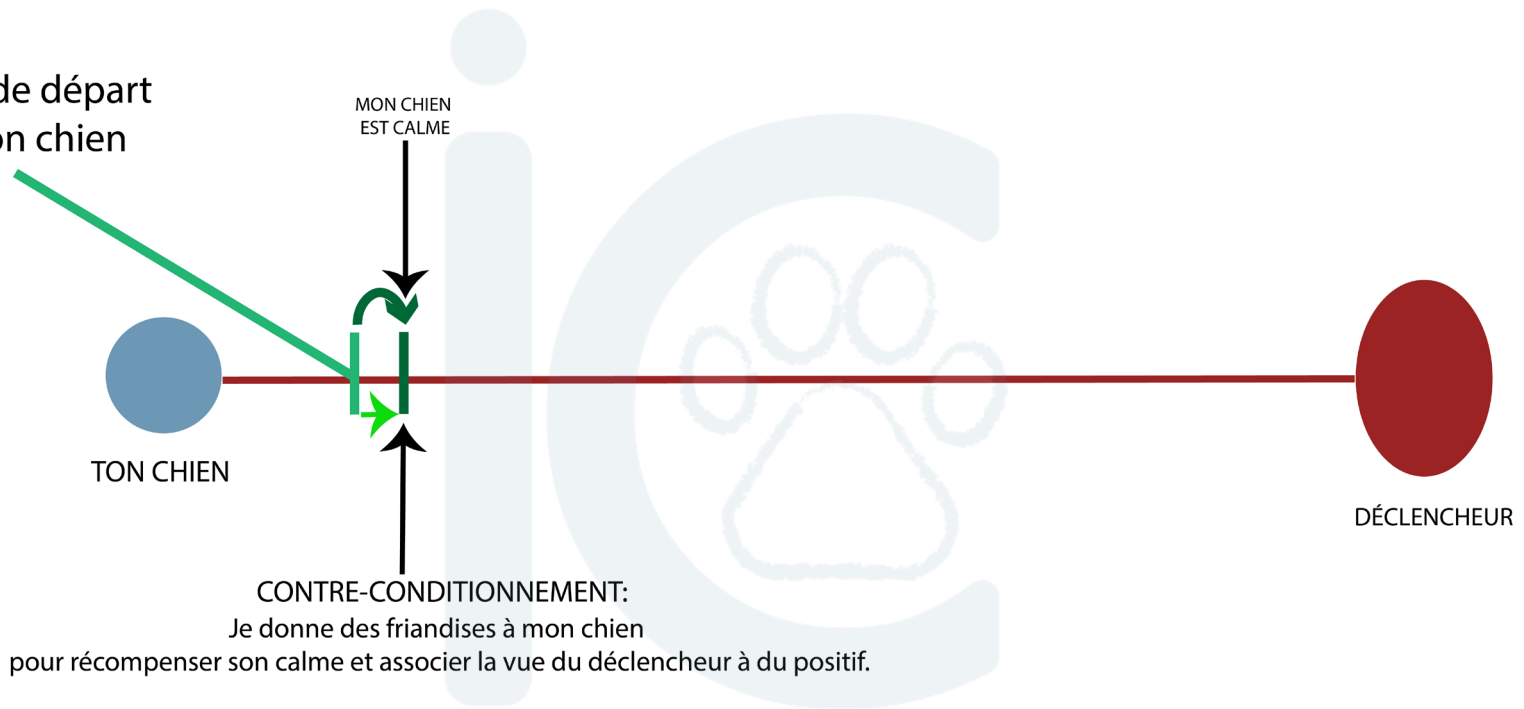 de départ
on chien
MON CHIEN
EST CALME
TON CHIEN
DÉCLENCHEUR
CONTRE-CONDITIONNEMENT:
Je donne des friandises à mon chien
pour récompenser son calme et associer la vue du déclencheur à du positif.
iC